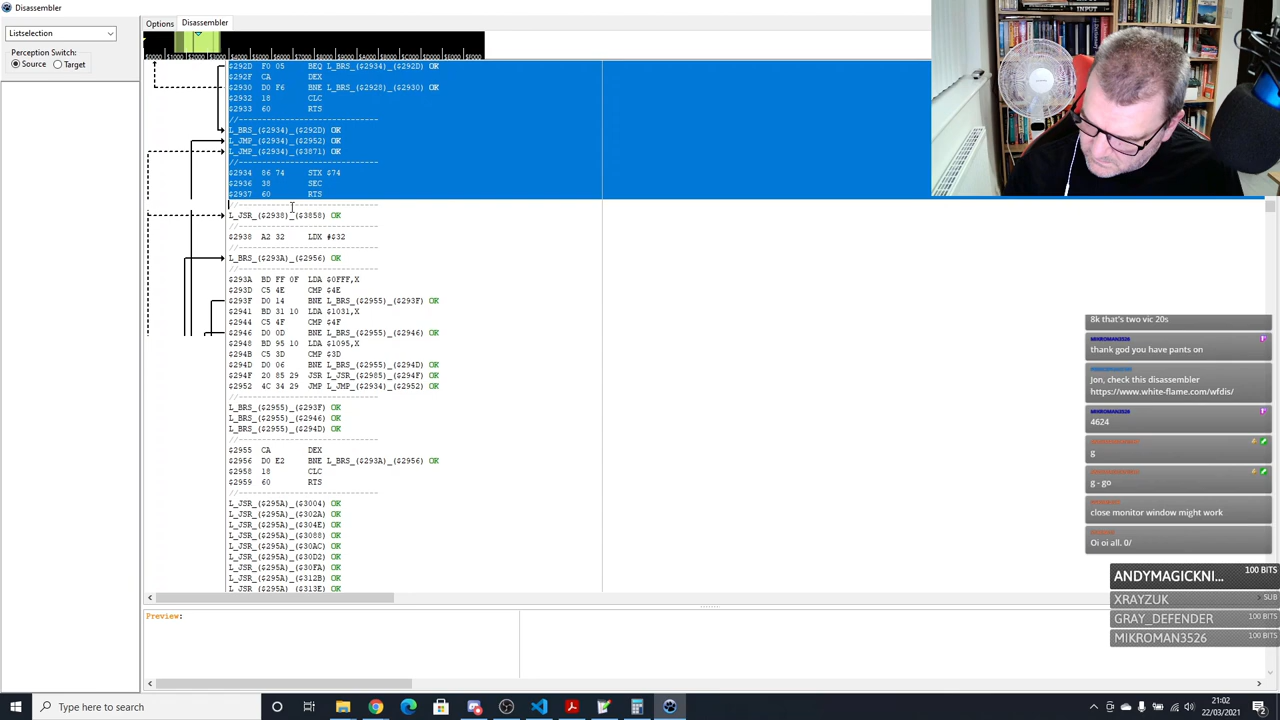 Disassembler
Options
Disassembler
Listselection
Perception Switch:
Source
Target
INPUT
$292D F0 05 BEQ L_BRS_($2934)_($292D) OK
$292F CA DEX
$2930 D0 F6 BNE L_BRS_($2928)_($2930) OK
$2932 18 CLC
$2933 60 RTS
//------------------------------
L_BRS_($2934)_($292D) OK
L_JMP_($2934)_($2952) OK
L_JMP_($2934)_($3871) OK
//------------------------------
$2934 86 74 STX $74
$2936 38 SEC
$2937 60 RTS
//------------------------------
L_JSR_($2938)_($3858) OK
//------------------------------
$2938 A2 32 LDX #$32
//------------------------------
L_BRS_($293A)_($2956) OK
//------------------------------
$293A BD FF 0F LDA $0FFF,X
$293D C5 4E CMP $4E
$293F D0 14 BNE L_BRS_($2955)_($293F) OK
$2941 BD 31 10 LDA $1031,X
$2944 C5 4F CMP $4F
$2946 D0 0D BNE L_BRS_($2955)_($2946) OK
$2948 BD 95 10 LDA $1095,X
$294B C5 3D CMP $3D
$294D D0 06 BNE L_BRS_($2955)_($294D) OK
$294F 20 85 29 JSR L_JSR_($2985)_($294F) OK
$2952 4C 34 29 JMP L_JMP_($2934)_($2952) OK
//------------------------------
L_BRS_($2955)_($293F) OK
L_BRS_($2955)_($2946) OK
L_BRS_($2955)_($294D) OK
//------------------------------
$2955 CA DEX
$2956 D0 E2 BNE L_BRS_($293A)_($2956) OK
$2958 18 CLC
$2959 60 RTS
//------------------------------
L_JSR_($295A)_($3004) OK
L_JSR_($295A)_($302A) OK
L_JSR_($295A)_($304E) OK
L_JSR_($295A)_($3088) OK
L_JSR_($295A)_($30AC) OK
L_JSR_($295A)_($30D2) OK
L_JSR_($295A)_($30FA) OK
L_JSR_($295A)_($312B) OK
L_JSR_($295A)_($313E) OK
Preview:
8k that's two vic 20s
MIKROMAN3526
thank god you have pants on
Jon, check this disassembler
https://www.white-flame.com/wfdis/
MIKROMAN3526
4624
g
g - go
close monitor window might work
Oi oi all. 0/
ANDYMAGICKNI... 100 BITS
XRAYZUK SUB
GRAY_DEFENDER 100 BITS
MIKROMAN3526 100 BITS
Type here to search
21:02
22/03/2021
2